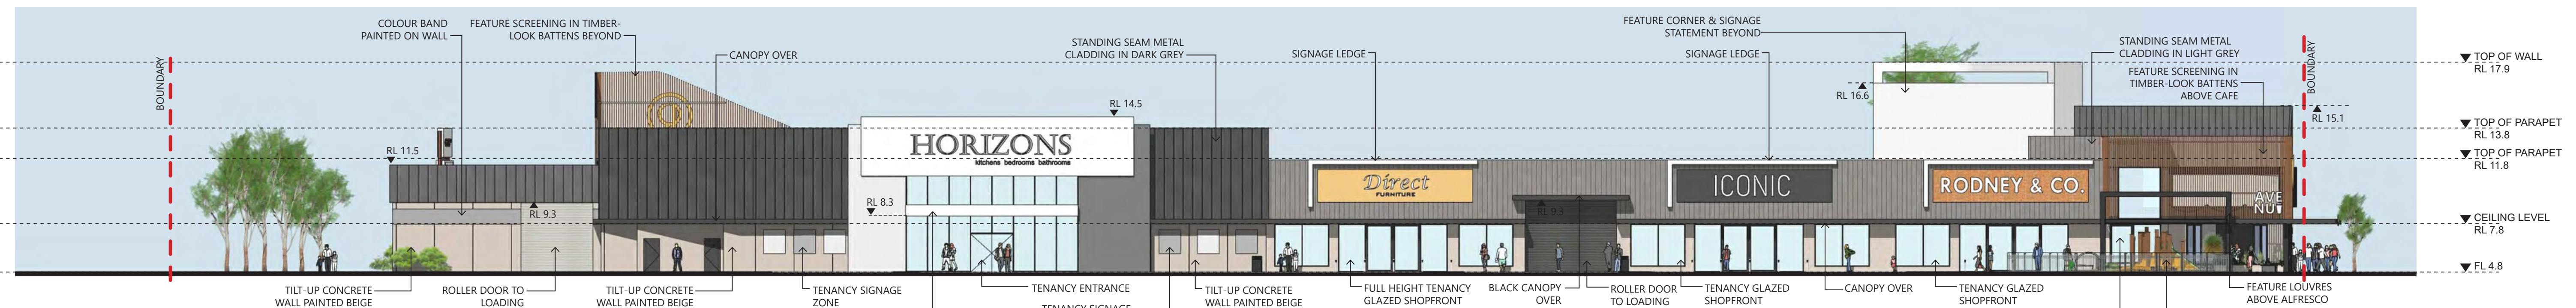 COLOUR BAND
PAINTED ON WALL
FEATURE SCREENING IN TIMBER-
LOOK BATTENS BEYOND
CANOPY OVER
STANDING SEAM METAL
CLADDING IN DARK GREY
SIGNAGE LEDGE
FEATURE CORNER & SIGNAGE
STATEMENT BEYOND
SIGNAGE LEDGE
STANDING SEAM METAL
CLADDING IN LIGHT GREY
FEATURE SCREENING IN
TIMBER-LOOK BATTENS
ABOVE CAFE
BOUNDARY
BOUNDARY
TOP OF WALL
RL 17.9
TOP OF PARAPET
RL 13.8
TOP OF PARAPET
RL 11.8
CEILING LEVEL
RL 7.8
FL 4.8
RL 16.6
RL 15.1
RL 14.5
RL 11.5
RL 9.3
RL 8.3
RL 9.3
HORIZONS
kitchens bedrooms bathrooms
Direct
FURNITURE
ICONIC
RODNEY & CO.
AVE
NU
TILT-UP CONCRETE
WALL PAINTED BEIGE
ROLLER DOOR TO
LOADING
TILT-UP CONCRETE
WALL PAINTED BEIGE
TENANCY SIGNAGE
ZONE
TENANCY ENTRANCE
TENANCY SIGNAGE
TILT-UP CONCRETE
WALL PAINTED BEIGE
FULL HEIGHT TENANCY
GLAZED SHOPFRONT
BLACK CANOPY
OVER
ROLLER DOOR
TO LOADING
TENANCY GLAZED
SHOPFRONT
CANOPY OVER
TENANCY GLAZED
SHOPFRONT
FEATURE LOUVRES
ABOVE ALFRESCO